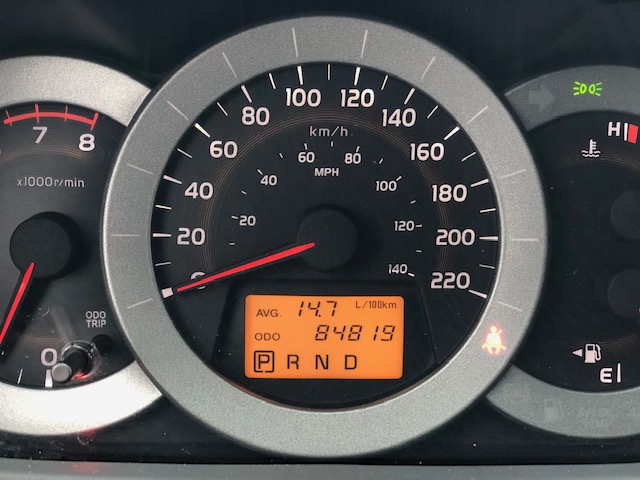 7 8
x1000r/min
ODO
TRIP
0
0 20 40 60 80 100 120 140 160 180 200 220
km/h.
20 40 60 80 100 120 140
MPH
AVG. 14.7 L/100km
ODO 84819
P R N D
H
E